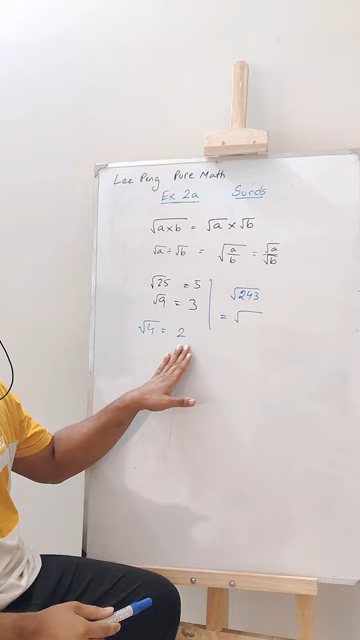 Lee Peng Pure Math
Ex 2a Surds
√(a×b) = √a × √b
√a ÷ √b = √(a/b) = √a/√b
√25 = 5
√9 = 3
√4 = 2
√243
= √